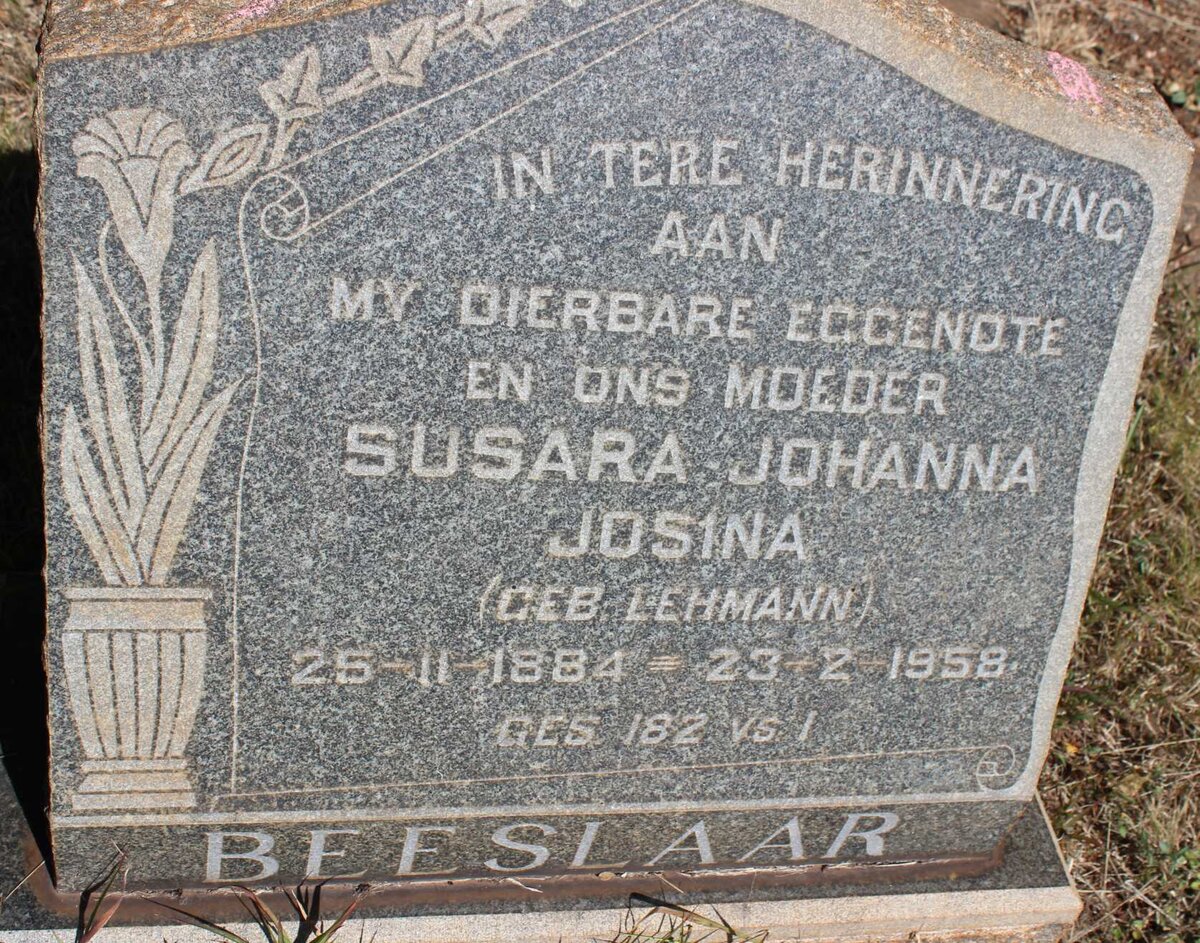 IN TERE HERINNERING
AAN
MY DIERBARE EGGENOTE
EN ONS MOEDER
SUSARA JOHANNA
JOSINA
(GEB. LEHMANN)
26-11-1884 = 23-2-1958
GES. 182 VS 1
BEESLAAR